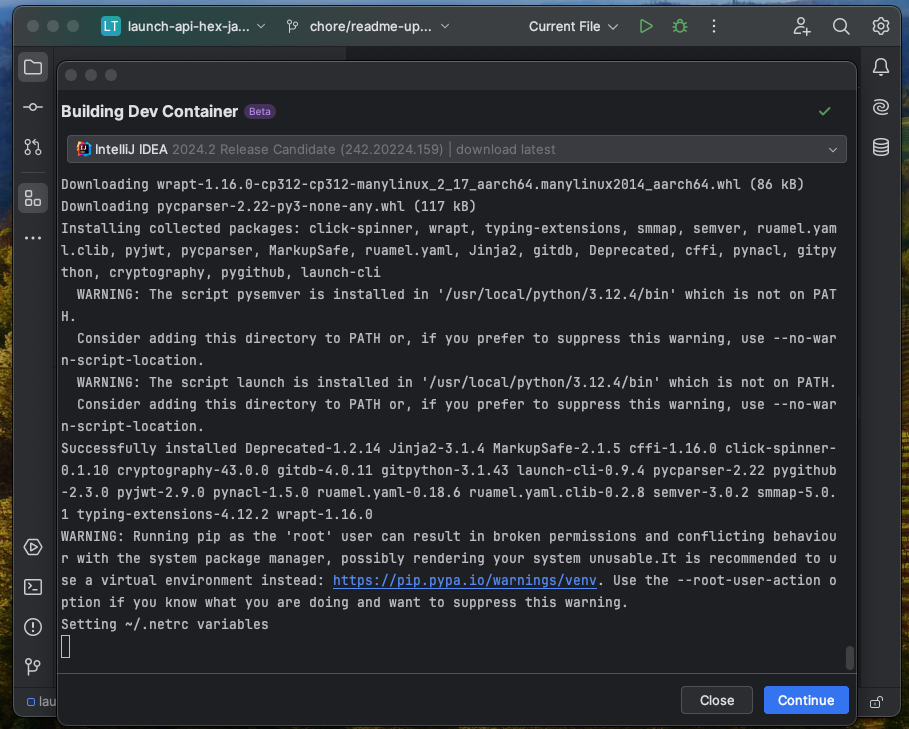 LT launch-api-hex-ja... chore/readme-up... Current File
Building Dev Container Beta
IntelliJ IDEA 2024.2 Release Candidate (242.20224.159) | download latest
Downloading wrapt-1.16.0-cp312-cp312-manylinux_2_17_aarch64.manylinux2014_aarch64.whl (86 kB)
Downloading pycparser-2.22-py3-none-any.whl (117 kB)
Installing collected packages: click-spinner, wrapt, typing-extensions, smmap, semver, ruamel.yam
l.clib, pyjwt, pycparser, MarkupSafe, ruamel.yaml, Jinja2, gitdb, Deprecated, cffi, pynacl, gitpy
thon, cryptography, pygithub, launch-cli
WARNING: The script pysemver is installed in '/usr/local/python/3.12.4/bin' which is not on PAT
H.
Consider adding this directory to PATH or, if you prefer to suppress this warning, use --no-war
n-script-location.
WARNING: The script launch is installed in '/usr/local/python/3.12.4/bin' which is not on PATH.
Consider adding this directory to PATH or, if you prefer to suppress this warning, use --no-war
n-script-location.
Successfully installed Deprecated-1.2.14 Jinja2-3.1.4 MarkupSafe-2.1.5 cffi-1.16.0 click-spinner-
0.1.10 cryptography-43.0.0 gitdb-4.0.11 gitpython-3.1.43 launch-cli-0.9.4 pycparser-2.22 pygithub
-2.3.0 pyjwt-2.9.0 pynacl-1.5.0 ruamel.yaml-0.18.6 ruamel.yaml.clib-0.2.8 semver-3.0.2 smmap-5.0.
1 typing-extensions-4.12.2 wrapt-1.16.0
WARNING: Running pip as the 'root' user can result in broken permissions and conflicting behaviou
r with the system package manager, possibly rendering your system unusable.It is recommended to u
se a virtual environment instead: https://pip.pypa.io/warnings/venv. Use the --root-user-action o
ption if you know what you are doing and want to suppress this warning.
Setting ~/.netrc variables
Close Continue
lau